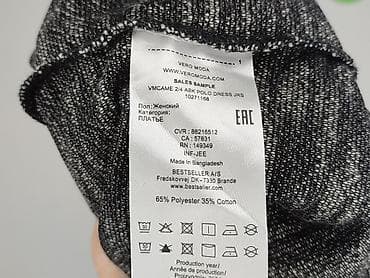 1
VERO MODA
WWW.VEROMODA.COM
SALES SAMPLE
VMCAME 2/4 ABK POLO DRESS JRS
10271168
Пол: Женский
Категория:
ПЛАТЬЕ
EAC
CVR : 88216512
CA : 57831
RN : 149349
INF-JEE
Made in Bangladesh
BESTSELLER A/S
Fredskovvej DK-7330 Brande
www.bestseller.com
65% Polyester 35% Cotton
Production year/
Année de production/